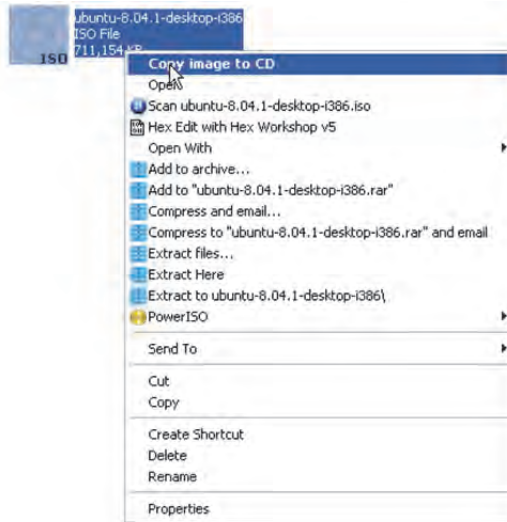 ubuntu-8.04.1-desktop-i386
ISO File
711,154 KB
ISO
Copy image to CD
Open
Scan ubuntu-8.04.1-desktop-i386.iso
Hex Edit with Hex Workshop v5
Open With
Add to archive...
Add to "ubuntu-8.04.1-desktop-i386.rar"
Compress and email...
Compress to "ubuntu-8.04.1-desktop-i386.rar" and email
Extract files...
Extract Here
Extract to ubuntu-8.04.1-desktop-i386\
PowerISO
Send To
Cut
Copy
Create Shortcut
Delete
Rename
Properties